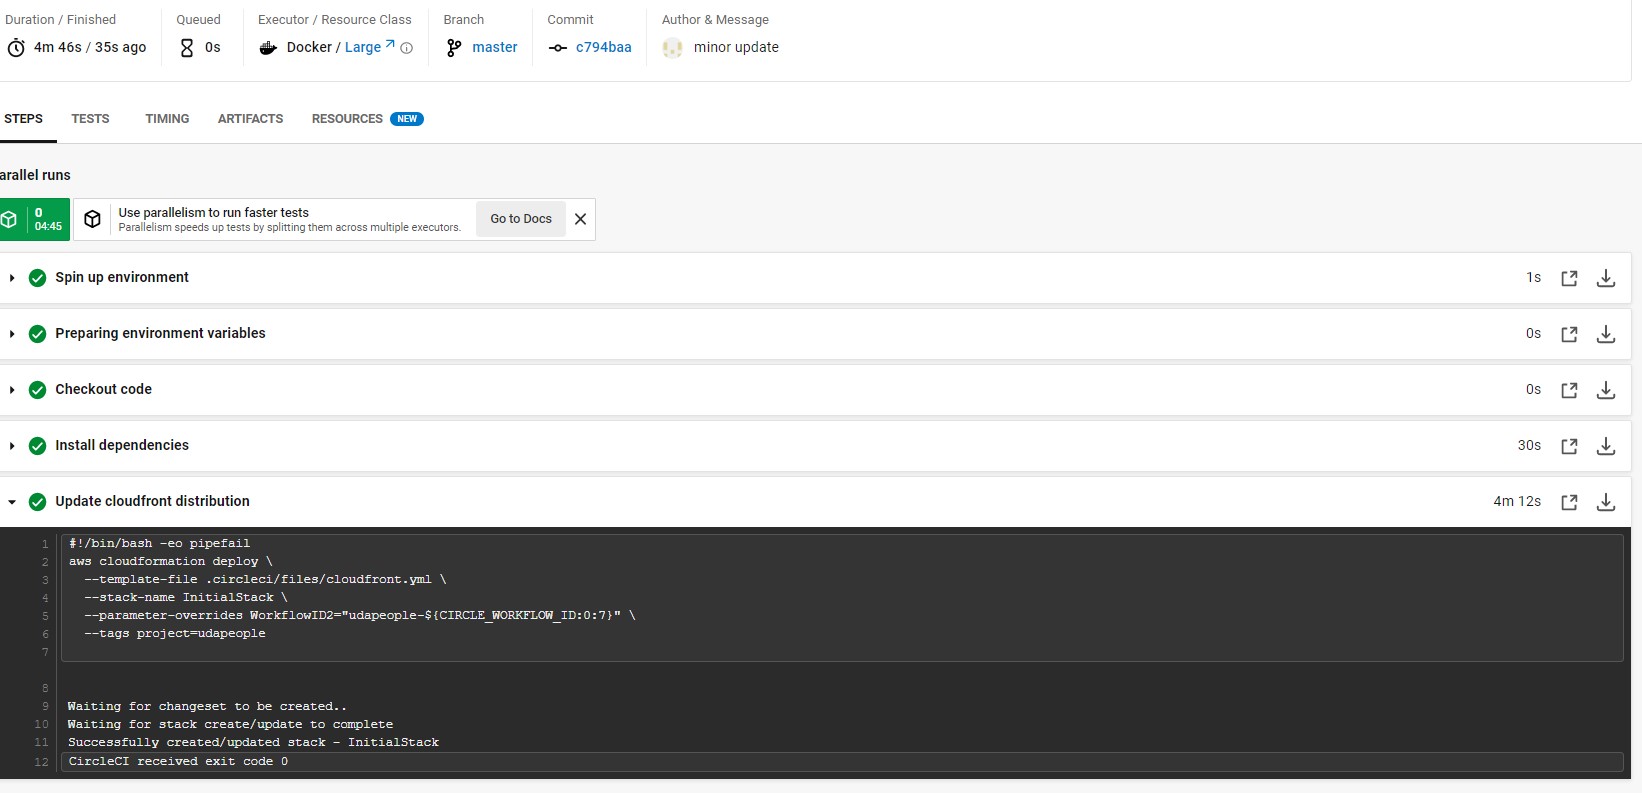 Duration / Finished
4m 46s / 35s ago
Queued
0s
Executor / Resource Class
Docker / Large
Branch
master
Commit
c794baa
Author & Message
minor update
STEPS
TESTS
TIMING
ARTIFACTS
RESOURCES NEW
arallel runs
0
04:45
Use parallelism to run faster tests
Parallelism speeds up tests by splitting them across multiple executors.
Go to Docs
Spin up environment
1s
Preparing environment variables
0s
Checkout code
0s
Install dependencies
30s
Update cloudfront distribution
4m 12s
1 #!/bin/bash -eo pipefail
2 aws cloudformation deploy \
3 --template-file .circleci/files/cloudfront.yml \
4 --stack-name InitialStack \
5 --parameter-overrides WorkflowID2="udapeople-${CIRCLE_WORKFLOW_ID:0:7}" \
6 --tags project=udapeople
7
8
9 Waiting for changeset to be created..
10 Waiting for stack create/update to complete
11 Successfully created/updated stack - InitialStack
12 CircleCI received exit code 0